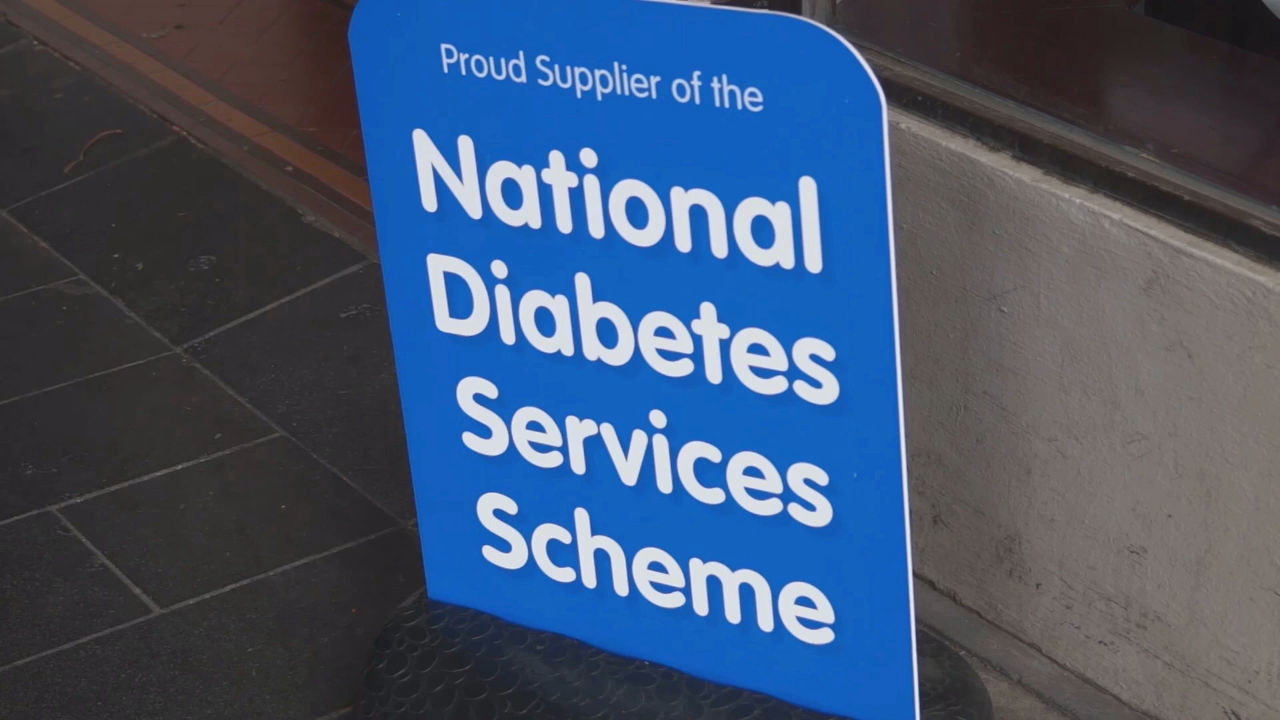 Proud Supplier of the
National
Diabetes
Services
Scheme